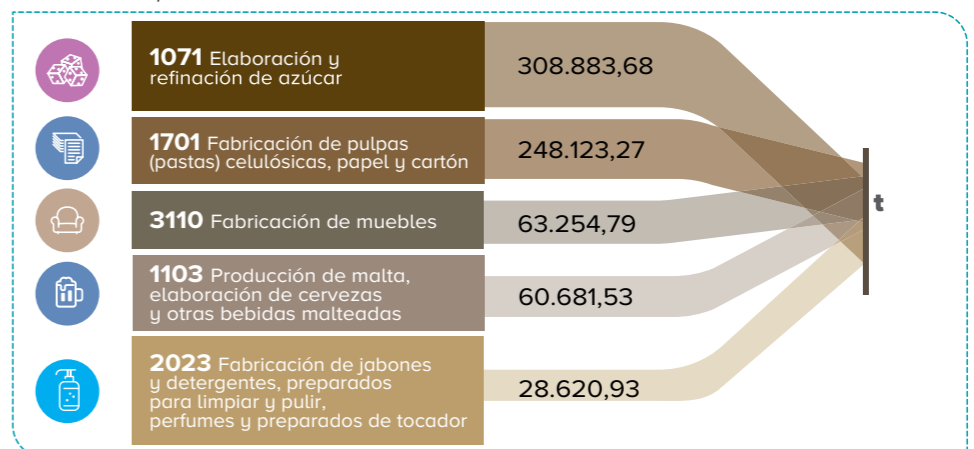 1071 Elaboración y
refinación de azúcar
308.883,68
1701 Fabricación de pulpas
(pastas) celulósicas, papel y cartón
248.123,27
3110 Fabricación de muebles
63.254,79
1103 Producción de malta,
elaboración de cervezas
y otras bebidas malteadas
60.681,53
2023 Fabricación de jabones
y detergentes, preparados
para limpiar y pulir,
perfumes y preparados de tocador
28.620,93
t